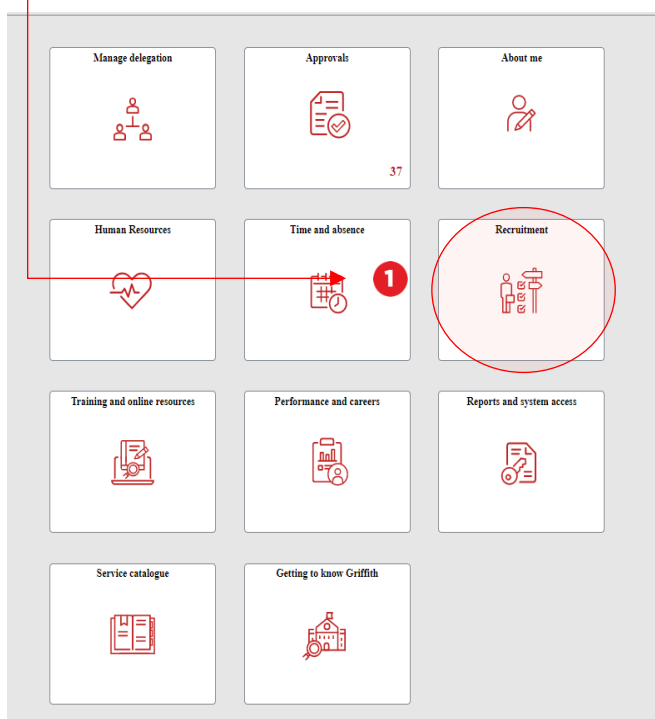 Manage delegation
Approvals
About me
37
Human Resources
Time and absence
Recruitment
1
Training and online resources
Performance and careers
Reports and system access
Service catalogue
Getting to know Griffith